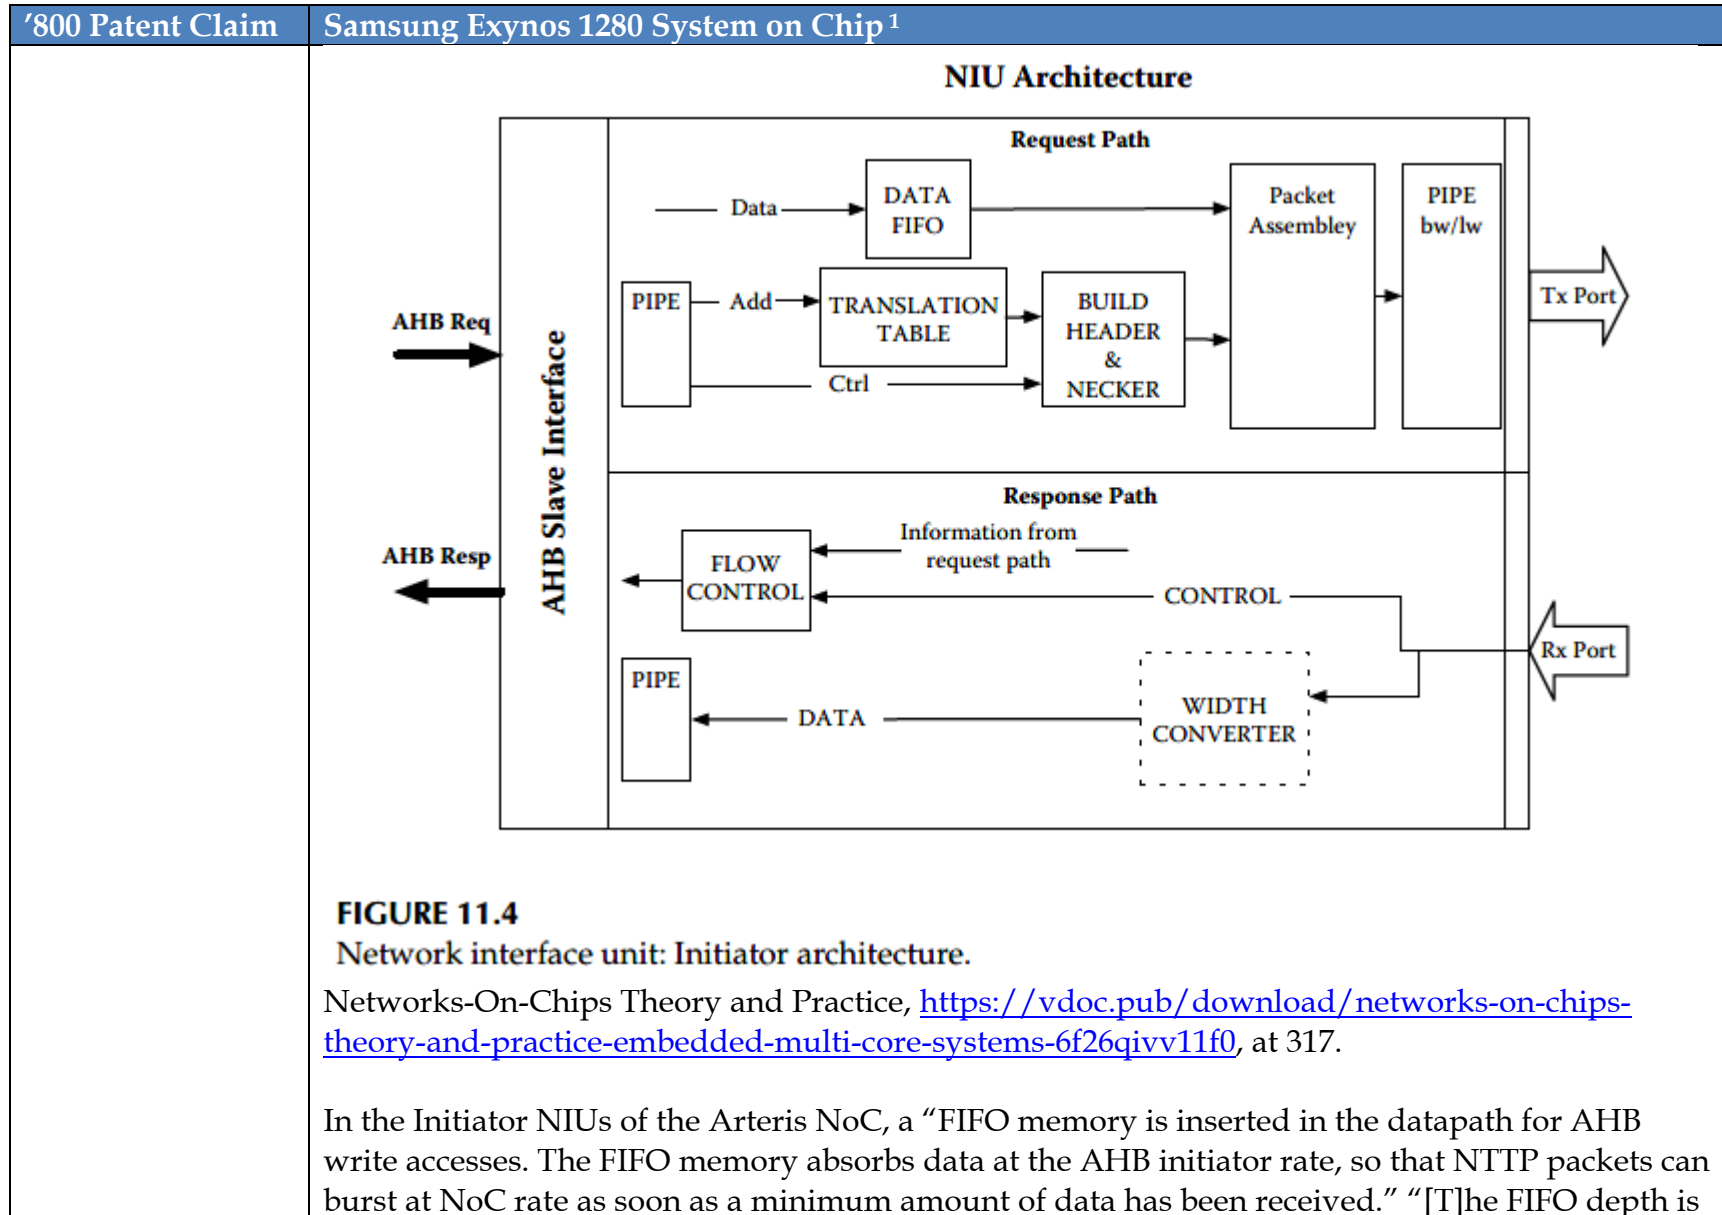 ’800 Patent Claim
Samsung Exynos 1280 System on Chip 1
NIU Architecture
Request Path
Data
DATA
FIFO
Packet
Assembley
PIPE
bw/lw
PIPE
Add
TRANSLATION
TABLE
BUILD
HEADER
&
NECKER
Tx Port
AHB Req
Ctrl
AHB Slave Interface
Response Path
Information from
request path
AHB Resp
FLOW
CONTROL
CONTROL
Rx Port
PIPE
DATA
WIDTH
CONVERTER
FIGURE 11.4
Network interface unit: Initiator architecture.
Networks-On-Chips Theory and Practice, https://vdoc.pub/download/networks-on-chips-
theory-and-practice-embedded-multi-core-systems-6f26qivv11f0, at 317.
In the Initiator NIUs of the Arteris NoC, a “FIFO memory is inserted in the datapath for AHB
write accesses. The FIFO memory absorbs data at the AHB initiator rate, so that NTTP packets can
burst at NoC rate as soon as a minimum amount of data has been received.” “[T]he FIFO depth is